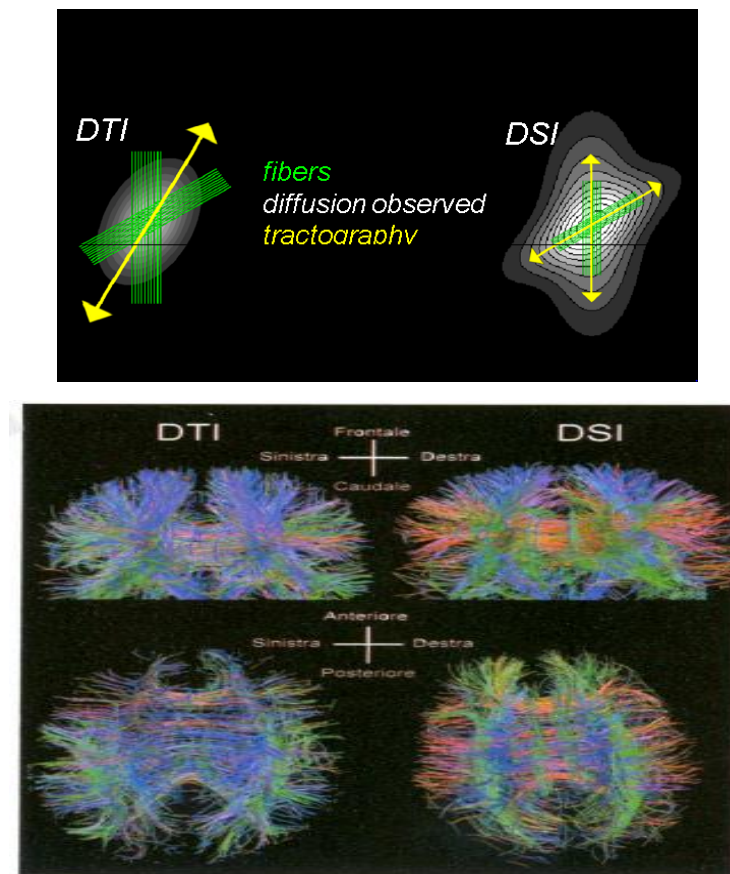 DTI
DSI
fibers
diffusion observed
tractography
DTI
DSI
Frontale
Sinistra
Destra
Caudale
Anteriore
Sinistra
Destra
Posteriore